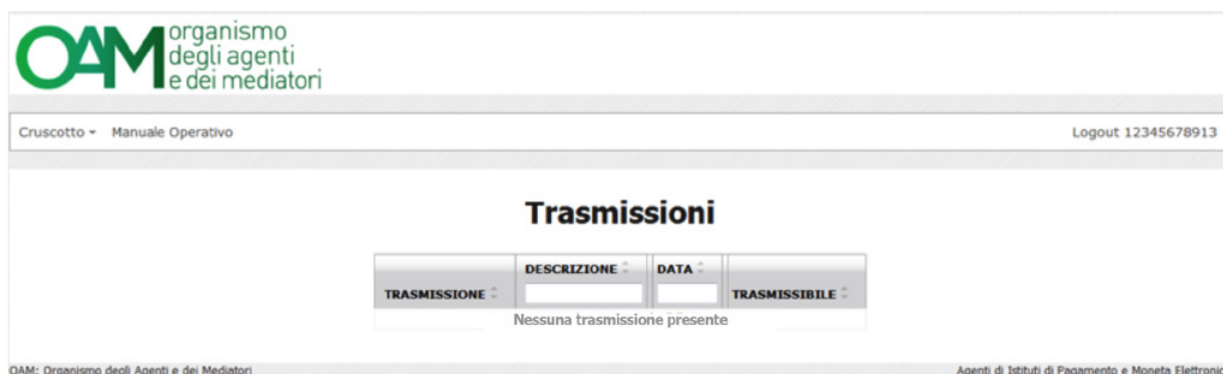 OAM organismo
degli agenti
e dei mediatori
Cruscotto Manuale Operativo Logout 12345678913
Trasmissioni
DESCRIZIONE DATA
TRASMISSIONE TRASMISSIBILE
Nessuna trasmissione presente
OAM: Organismo degli Agenti e dei Mediatori Agenti di Istituti di Pagamento e Moneta Elettronic